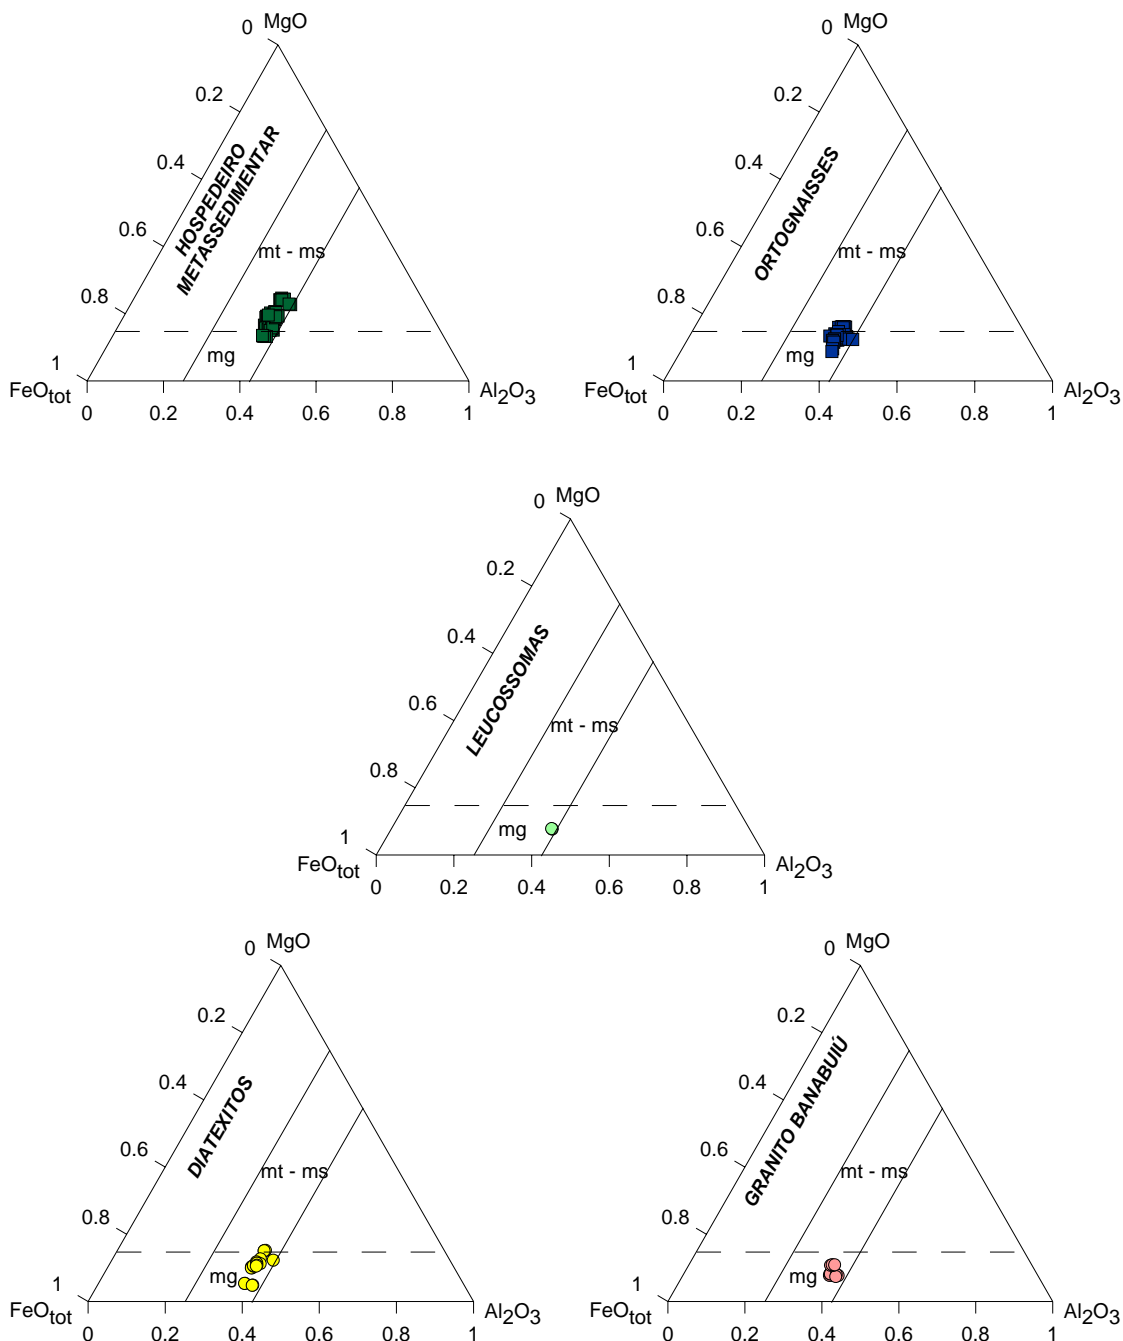 0 MgO
0.2
0.4
0.6
0.8
1
HOSPEDEIRO
METASSEDIMENTAR
mt - ms
mg
FeOtot
Al2O3
0 0.2 0.4 0.6 0.8 1
0 MgO
0.2
0.4
0.6
0.8
1
ORTOGNAISSES
mt - ms
mg
FeOtot
Al2O3
0 0.2 0.4 0.6 0.8 1
0 MgO
0.2
0.4
0.6
0.8
1
LEUCOSSOMAS
mt - ms
mg
FeOtot
Al2O3
0 0.2 0.4 0.6 0.8 1
0 MgO
0.2
0.4
0.6
0.8
1
DIATEXITOS
mt - ms
mg
FeOtot
Al2O3
0 0.2 0.4 0.6 0.8 1
0 MgO
0.2
0.4
0.6
0.8
1
GRANITO BANABUIÚ
mt - ms
mg
FeOtot
Al2O3
0 0.2 0.4 0.6 0.8 1